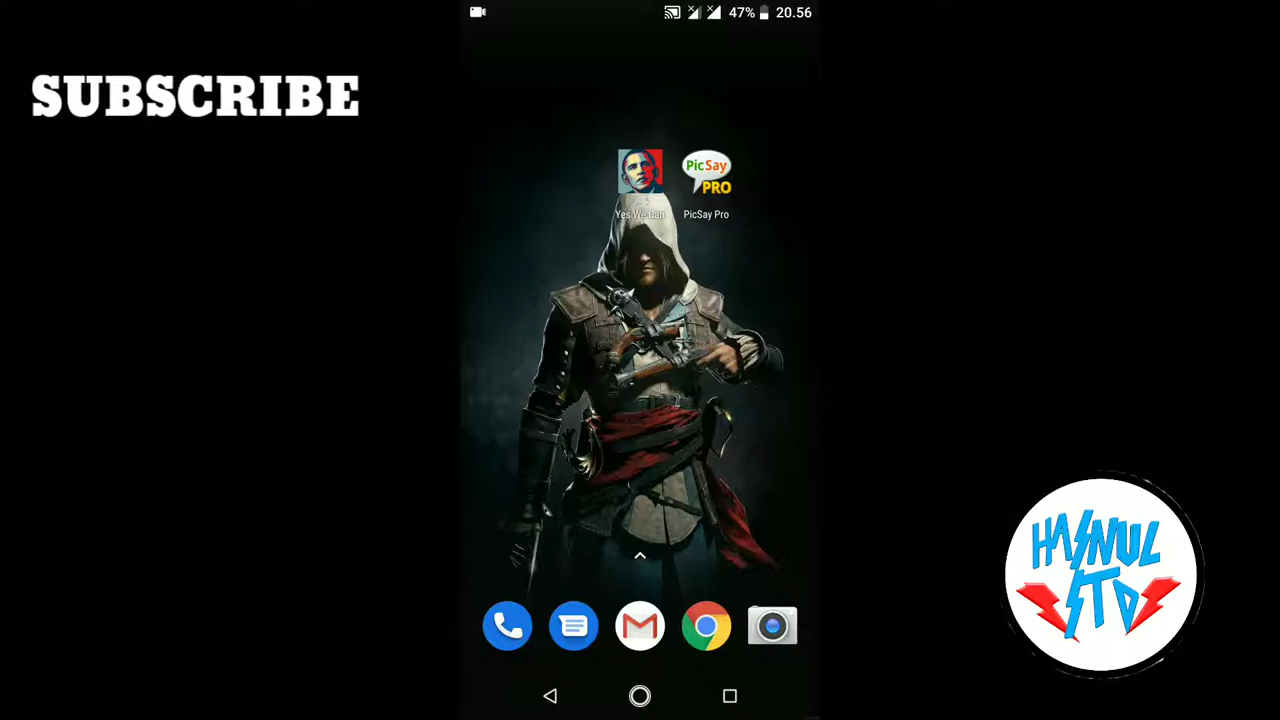 47% 20.56
SUBSCRIBE
PicSay
PRO
Yes We Can
PicSay Pro
HASNUL
STD